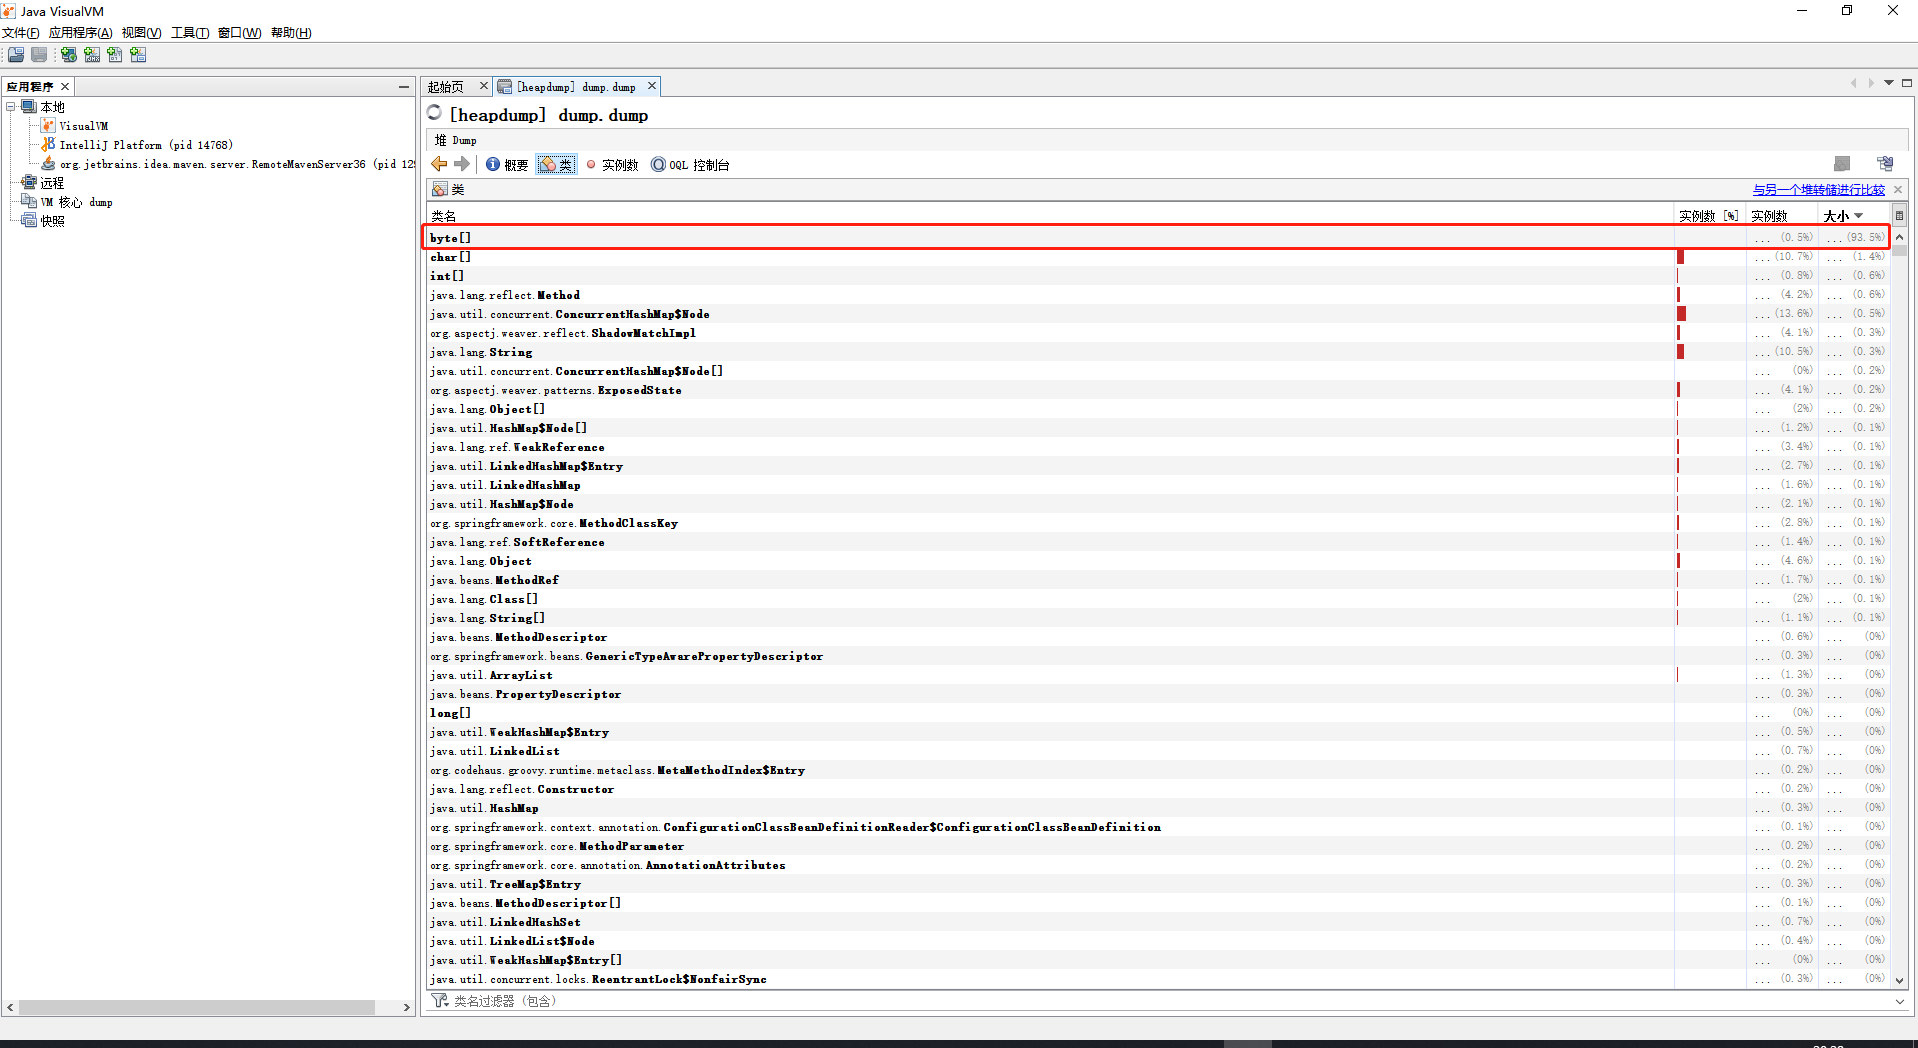 Java VisualVM
文件(F) 应用程序(A) 视图(V) 工具(T) 窗口(W) 帮助(H)
应用程序
本地
VisualVM
IntelliJ Platform (pid 14768)
org.jetbrains.idea.maven.server.RemoteMavenServer36 (pid 129
远程
VM 核心 dump
快照
起始页 [heapdump] dump.dump
[heapdump] dump.dump
堆 Dump
概要 类 实例数 OQL 控制台
类 与另一个堆转储进行比较
类名 实例数 [%] 实例数 大小
byte[] ... (0.5%) ... (93.5%)
char[] ... (10.7%) ... (1.4%)
int[] ... (0.8%) ... (0.6%)
java.lang.reflect.Method ... (4.2%) ... (0.6%)
java.util.concurrent.ConcurrentHashMap$Node ... (13.6%) ... (0.5%)
org.aspectj.weaver.reflect.ShadowMatchImpl ... (4.1%) ... (0.3%)
java.lang.String ... (10.5%) ... (0.3%)
java.util.concurrent.ConcurrentHashMap$Node[] ... (0%) ... (0.2%)
org.aspectj.weaver.patterns.ExposedState ... (4.1%) ... (0.2%)
java.lang.Object[] ... (2%) ... (0.2%)
java.util.HashMap$Node[] ... (1.2%) ... (0.1%)
java.lang.ref.WeakReference ... (3.4%) ... (0.1%)
java.util.LinkedHashMap$Entry ... (2.7%) ... (0.1%)
java.util.LinkedHashMap ... (1.6%) ... (0.1%)
java.util.HashMap$Node ... (2.1%) ... (0.1%)
org.springframework.core.MethodClassKey ... (2.8%) ... (0.1%)
java.lang.ref.SoftReference ... (1.4%) ... (0.1%)
java.lang.Object ... (4.6%) ... (0.1%)
java.beans.MethodRef ... (1.7%) ... (0.1%)
java.lang.Class[] ... (2%) ... (0.1%)
java.lang.String[] ... (1.1%) ... (0.1%)
java.beans.MethodDescriptor ... (0.6%) ... (0%)
org.springframework.beans.GenericTypeAwarePropertyDescriptor ... (0.3%) ... (0%)
java.util.ArrayList ... (1.3%) ... (0%)
java.beans.PropertyDescriptor ... (0.3%) ... (0%)
long[] ... (0%) ... (0%)
java.util.WeakHashMap$Entry ... (0.5%) ... (0%)
java.util.LinkedList ... (0.7%) ... (0%)
org.codehaus.groovy.runtime.metaclass.MetaMethodIndex$Entry ... (0.2%) ... (0%)
java.lang.reflect.Constructor ... (0.2%) ... (0%)
java.util.HashMap ... (0.3%) ... (0%)
org.springframework.context.annotation.ConfigurationClassBeanDefinitionReader$ConfigurationClassBeanDefinition ... (0.1%) ... (0%)
org.springframework.core.MethodParameter ... (0.2%) ... (0%)
org.springframework.core.annotation.AnnotationAttributes ... (0.2%) ... (0%)
java.util.TreeMap$Entry ... (0.3%) ... (0%)
java.beans.MethodDescriptor[] ... (0.1%) ... (0%)
java.util.LinkedHashSet ... (0.7%) ... (0%)
java.util.LinkedList$Node ... (0.4%) ... (0%)
java.util.WeakHashMap$Entry[] ... (0%) ... (0%)
java.util.concurrent.locks.ReentrantLock$NonfairSync ... (0.3%) ... (0%)
类名过滤器 (包含)